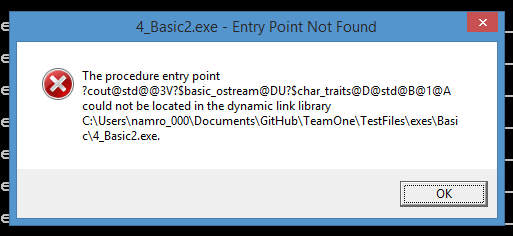 4_Basic2.exe - Entry Point Not Found
The procedure entry point
?cout@std@@3V?$basic_ostream@DU?$char_traits@D@std@B@1@A
could not be located in the dynamic link library
C:\Users\namro_000\Documents\GitHub\TeamOne\TestFiles\exes\Basi
c\4_Basic2.exe.
OK